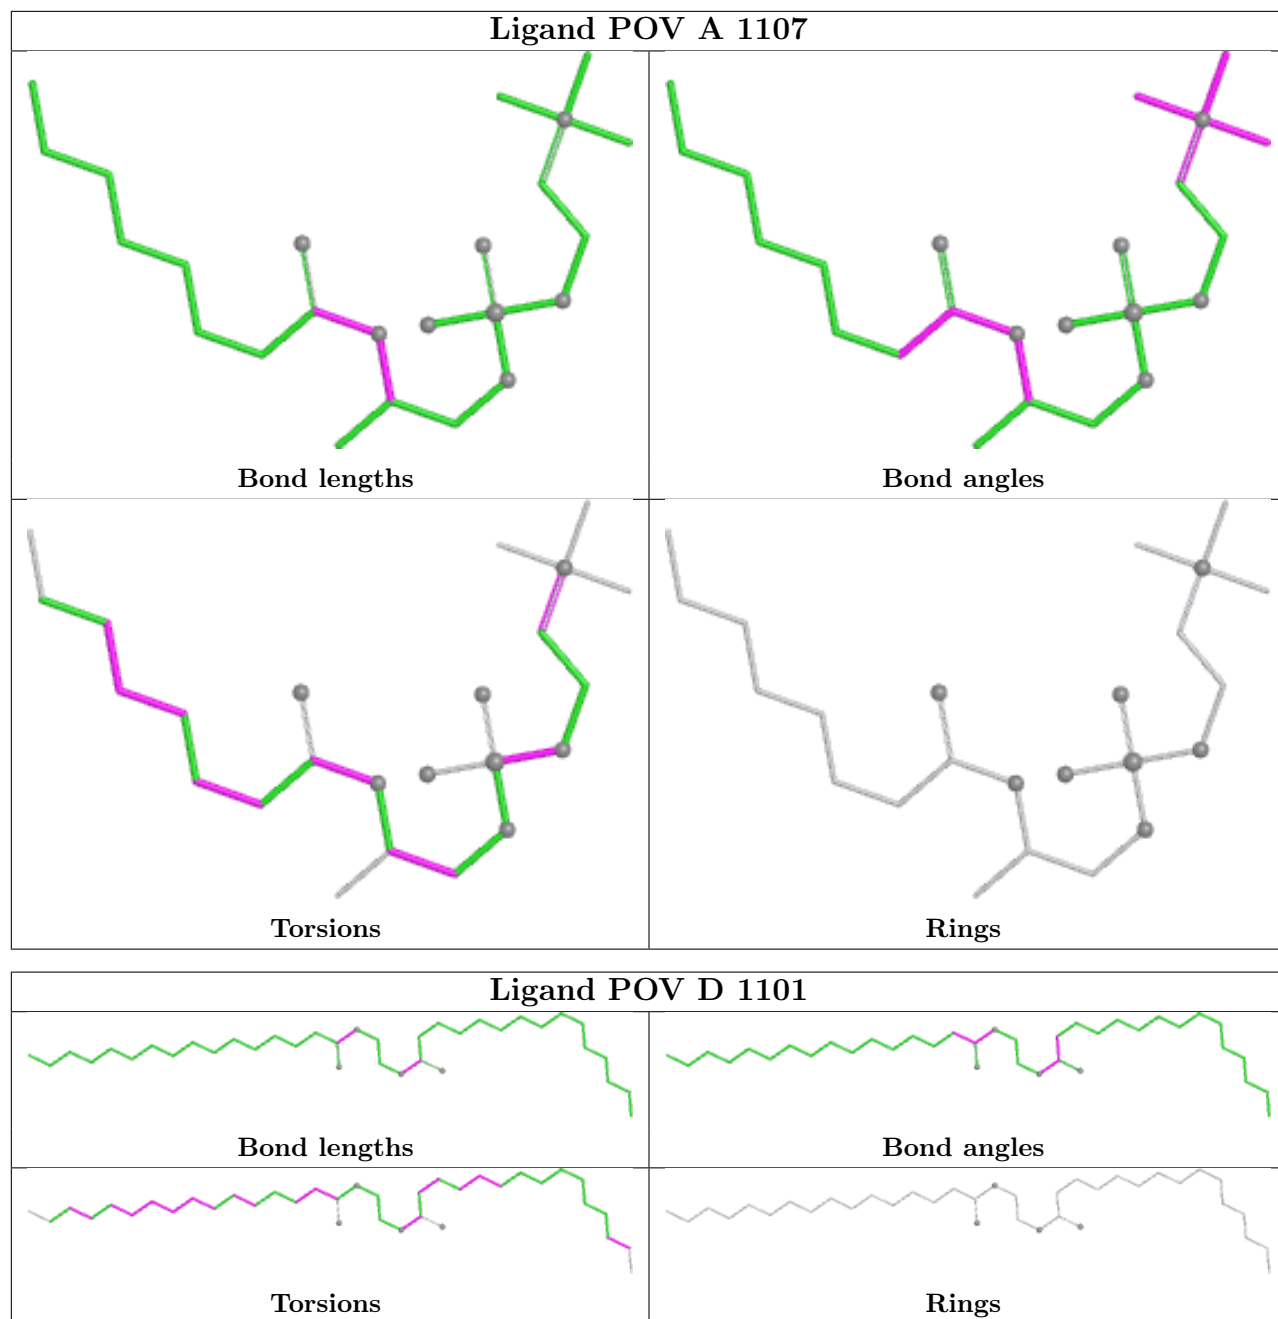 Ligand POV A 1107
Bond lengths
Bond angles
Torsions
Rings
Ligand POV D 1101
Bond lengths
Bond angles
Torsions
Rings